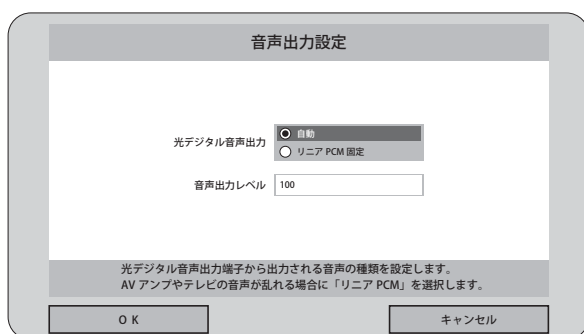 音声出力設定
光デジタル音声出力
自動
リニア PCM 固定
音声出力レベル 100
光デジタル音声出力端子から出力される音声の種類を設定します。
AV アンプやテレビの音声が乱れる場合に「リニア PCM」を選択します。
O K キャンセル